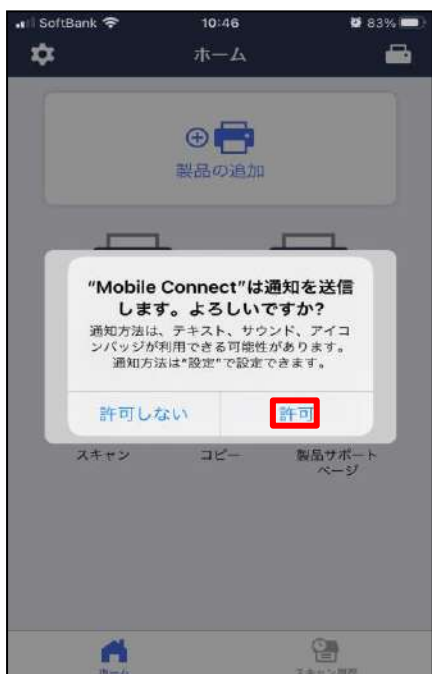 SoftBank 10:46 83%
ホーム
製品の追加
"Mobile Connect"は通知を送信
します。よろしいですか?
通知方法は、テキスト、サウンド、アイコ
ンバッジが利用できる可能性があります。
通知方法は"設定"で設定できます。
許可しない 許可
スキャン コピー 製品サポート
ページ
ホーム スキャン履歴